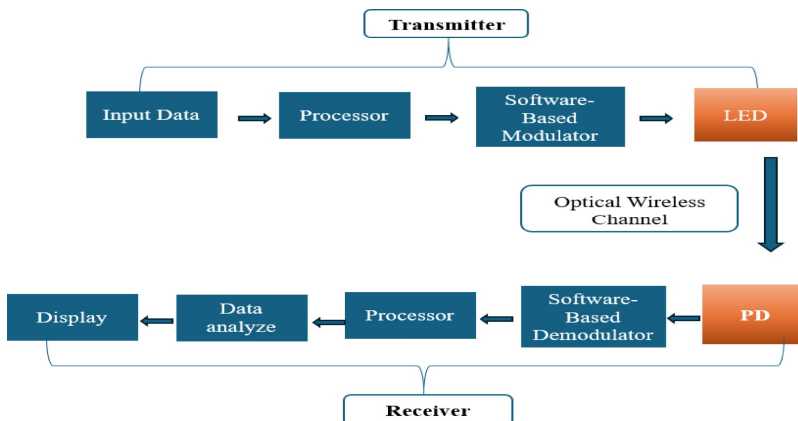 Transmitter
Input Data
Processor
Software-
Based
Modulator
LED
Optical Wireless
Channel
Display
Data
analyze
Processor
Software-
Based
Demodulator
PD
Receiver